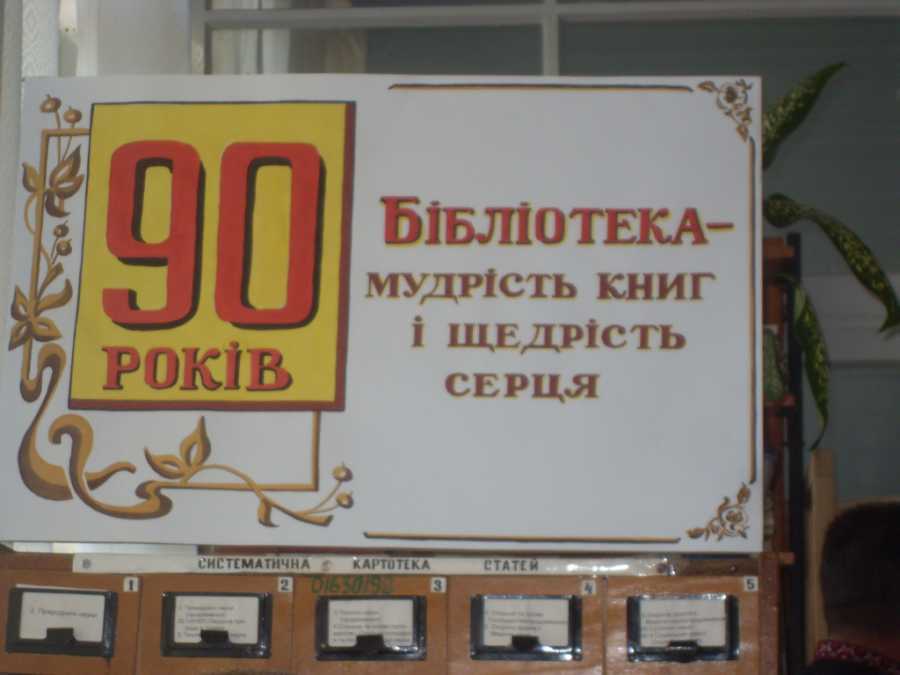 90
РОКІВ
БІБЛІОТЕКА–
МУДРІСТЬ КНИГ
І ЩЕДРІСТЬ
СЕРЦЯ
СИСТЕМАТИЧНА КАРТОТЕКА СТАТЕЙ
1 2 3 4 5